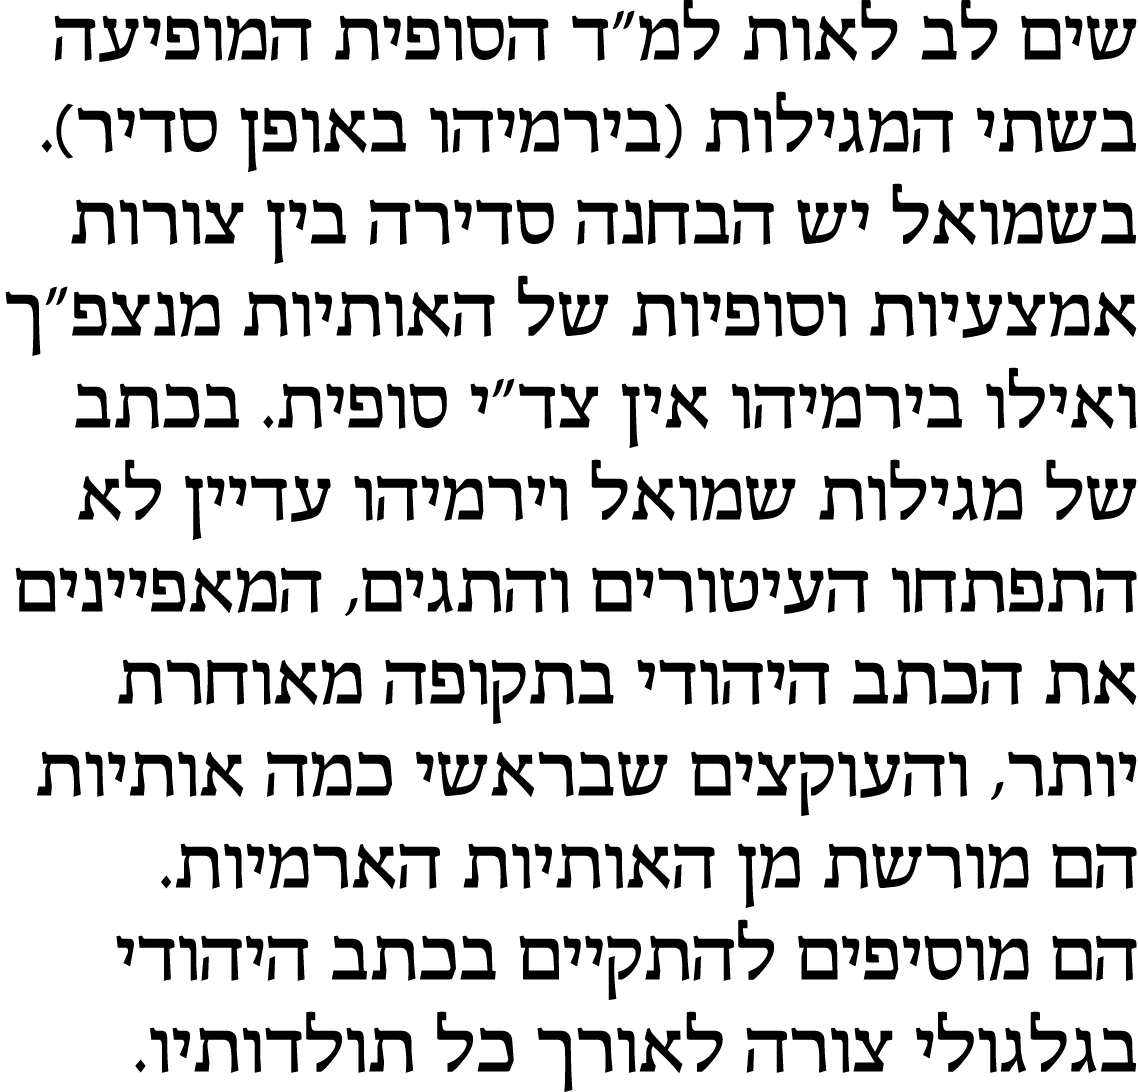 שים לב לאות למ"ד הסופית המופיעה
בשתי המגילות (בירמיהו באופן סדיר).
בשמואל יש הבחנה סדירה בין צורות
אמצעיות וסופיות של האותיות מנצפ"ך
ואילו בירמיהו אין צד"י סופית. בכתב
של מגילות שמואל וירמיהו עדיין לא
התפתחו העיטורים והתגים, המאפיינים
את הכתב היהודי בתקופה מאוחרת
יותר, והעוקצים שבראשי כמה אותיות
הם מורשת מן האותיות הארמיות.
הם מוסיפים להתקיים בכתב היהודי
בגלגולי צורה לאורך כל תולדותיו.